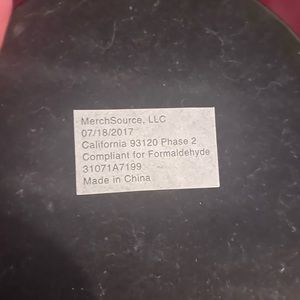 MerchSource, LLC
07/18/2017
California 93120 Phase 2
Compliant for Formaldehyde
31071A7199
Made in China